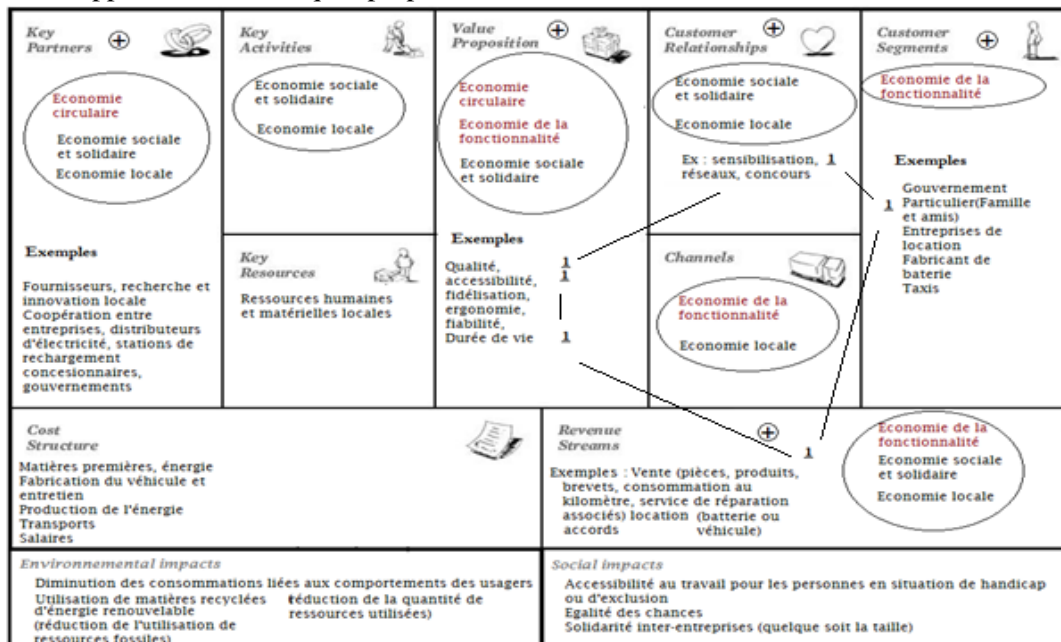 Key
Partners
Economie
circulaire
Economie sociale
et solidaire
Economie locale
Exemples
Fournisseurs, recherche et
innovation locale
Coopération entre
entreprises, distributeurs
d'électricité, stations de
rechargement
concesionnaires,
gouvernements
Key
Activities
Economie sociale
et solidaire
Economie locale
Key
Resources
Ressources humaines
et matérielles locales
Value
Proposition
Economie
circulaire
Economie de la
fonctionnalité
Economie sociale
et solidaire
Exemples
Qualité, 1
accessibilité, 1
fidélisation,
ergonomie,
fiabilité,
Durée de vie 1
Customer
Relationships
Economie sociale
et solidaire
Economie locale
Ex : sensibilisation, 1
réseaux, concours
Channels
Economie de la
fonctionnalité
Economie locale
Customer
Segments
Economie de la
fonctionnalité
Exemples
Gouvernement
1 Particulier(Famille
et amis)
Entreprises de
location
Fabricant de
baterie
Taxis
Cost
Structure
Matières premières, énergie
Fabrication du véhicule et
entretien
Production de l'énergie
Transports
Salaires
Revenue
Streams
1
Exemples : Vente (pièces, produits,
brevets, consommation au
kilomètre, service de réparation
associés) location (batterie ou
accords véhicule)
Economie de la
fonctionnalité
Economie sociale
et solidaire
Economie locale
Environnemental impacts
Diminution des consommations liées aux comportements des usagers
Utilisation de matières recyclées
d'énergie renouvelable
(réduction de l'utilisation de
ressources fossiles)
réduction de la quantité de
ressources utilisées)
Social impacts
Accessibilité au travail pour les personnes en situation de handicap
ou d'exclusion
Egalité des chances
Solidarité inter-entreprises (quelque soit la taille)